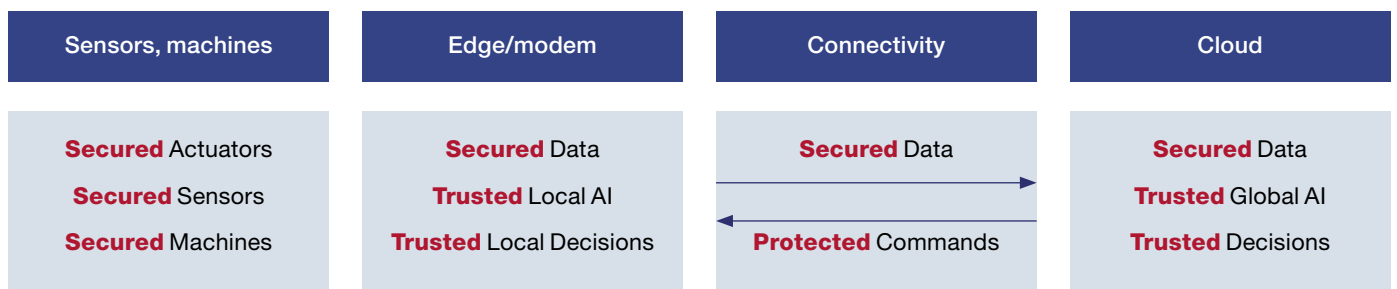 Sensors, machines
Secured Actuators
Secured Sensors
Secured Machines
Edge/modem
Secured Data
Trusted Local AI
Trusted Local Decisions
Connectivity
Secured Data
Protected Commands
Cloud
Secured Data
Trusted Global AI
Trusted Decisions